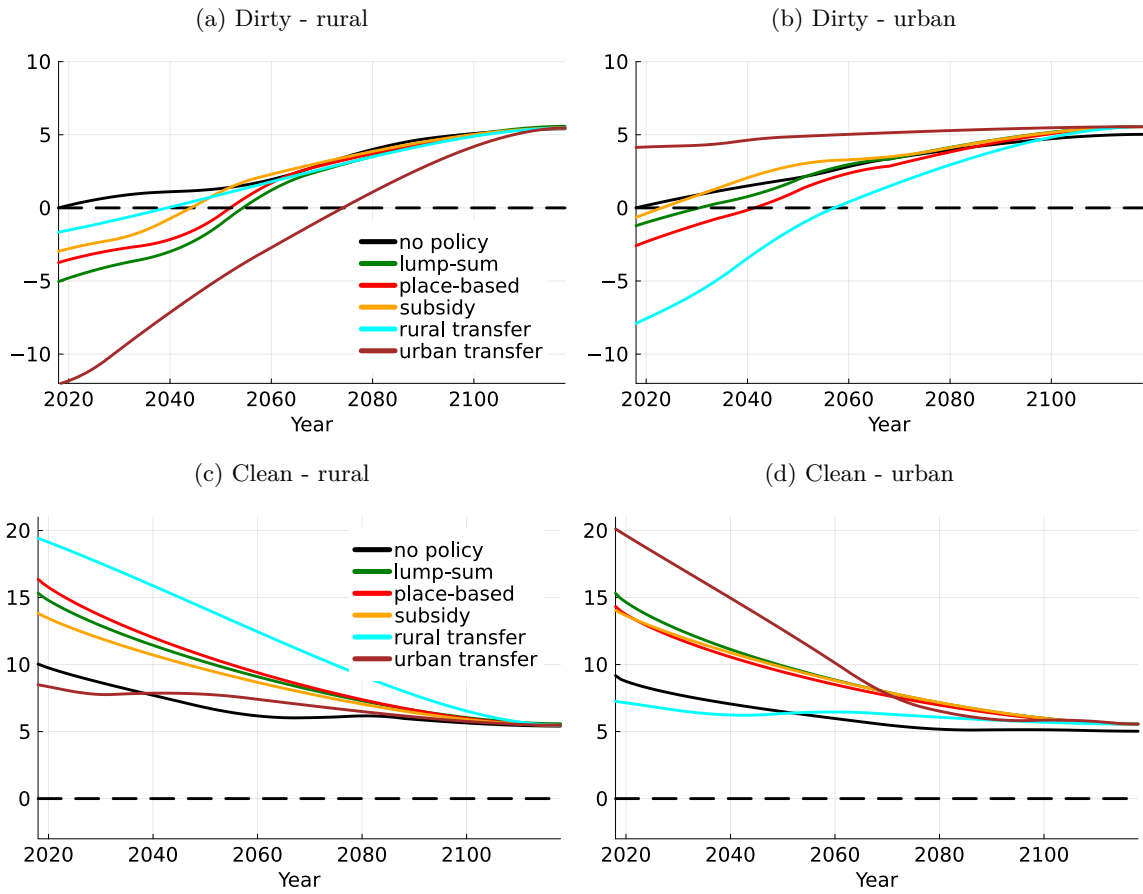 (a) Dirty - rural
10
5
0
−5
−10
no policy
lump-sum
place-based
subsidy
rural transfer
urban transfer
2020 2040 2060 2080 2100
Year
(b) Dirty - urban
10
5
0
−5
−10
2020 2040 2060 2080 2100
Year
(c) Clean - rural
20
15
10
5
0
no policy
lump-sum
place-based
subsidy
rural transfer
urban transfer
2020 2040 2060 2080 2100
Year
(d) Clean - urban
20
15
10
5
0
2020 2040 2060 2080 2100
Year